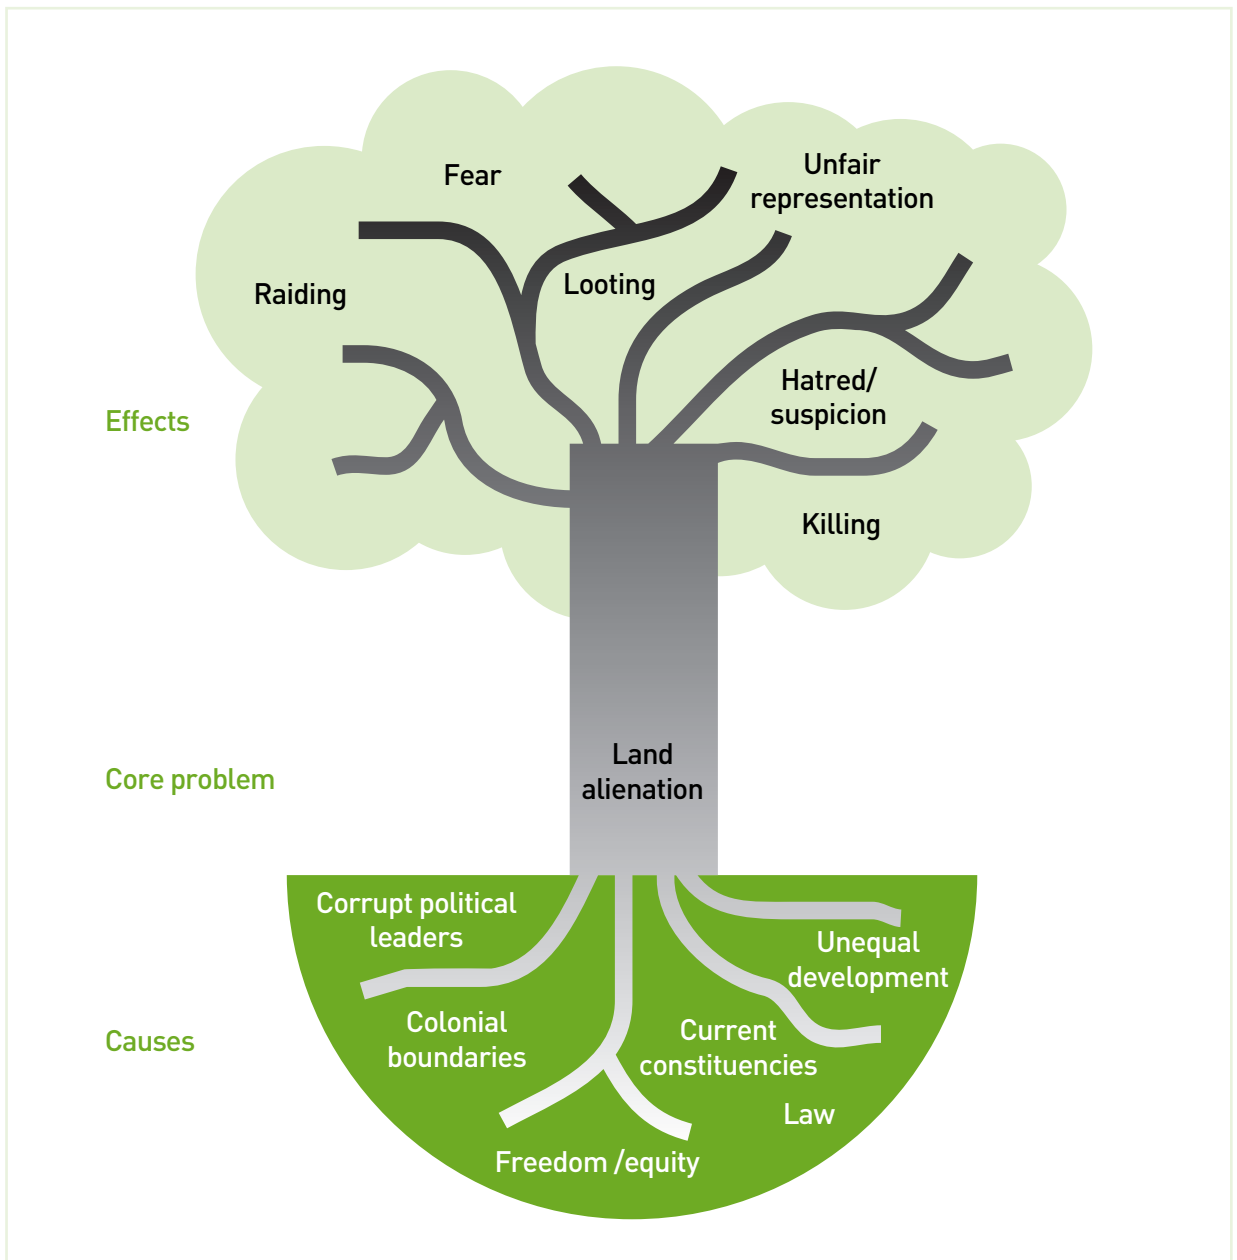 Fear
Unfair
representation
Raiding
Looting
Hatred/
suspicion
Effects
Killing
Land
alienation
Core problem
Corrupt political
leaders
Unequal
development
Colonial
boundaries
Current
constituencies
Causes
Law
Freedom /equity